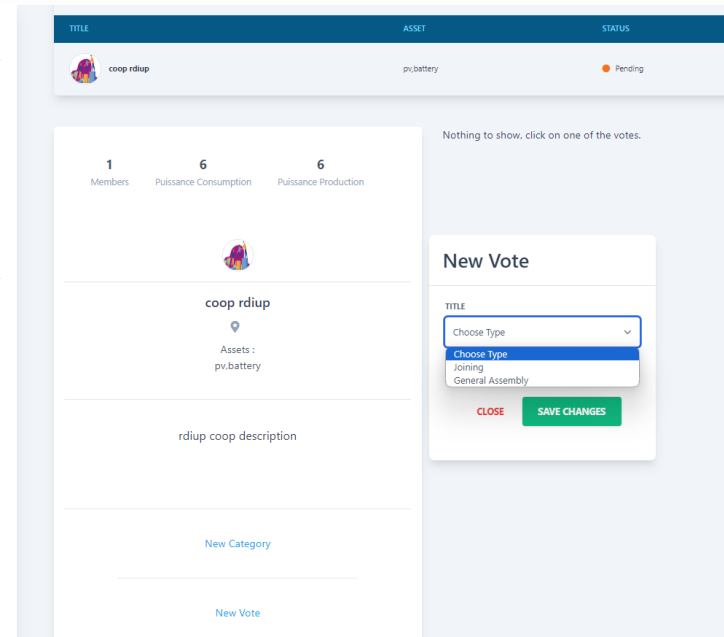 TITLE ASSET STATUS
coop rdiup pv,battery Pending
1 6 6
Members Puissance Consumption Puissance Production
coop rdiup
Assets :
pv,battery
rdiup coop description
New Category
New Vote
Nothing to show, click on one of the votes.
New Vote
TITLE
Choose Type
Choose Type
Joining
General Assembly
CLOSE SAVE CHANGES